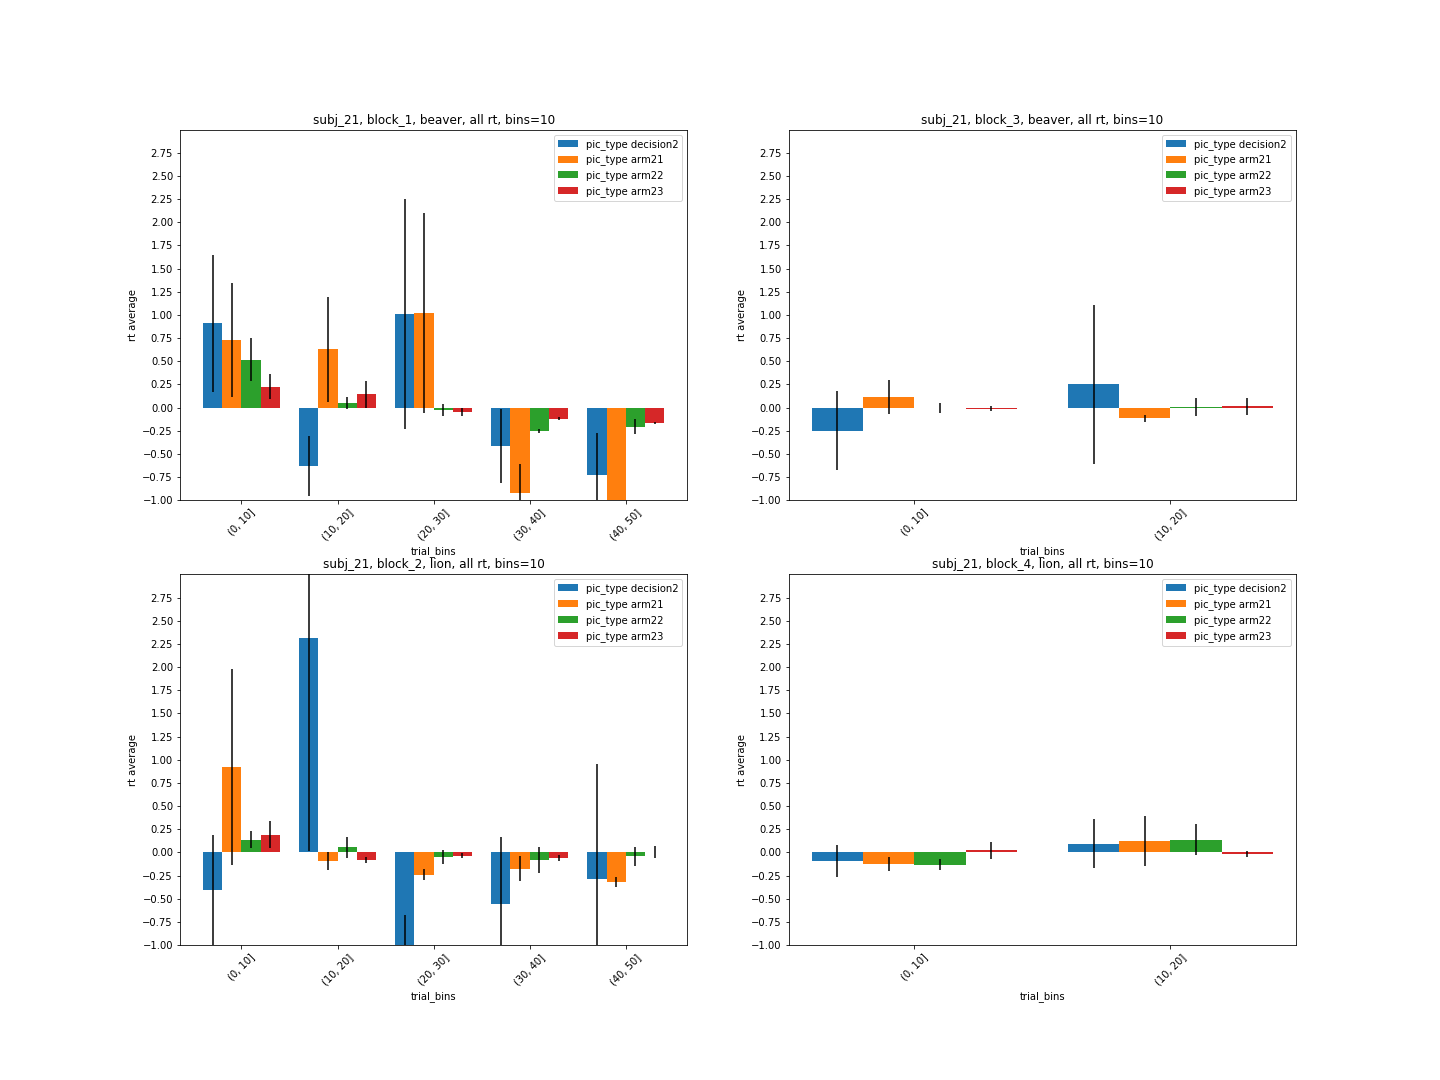 subj_21, block_1, beaver, all rt, bins=10
pic_type decision2
pic_type arm21
pic_type arm22
pic_type arm23
2.75
2.50
2.25
2.00
1.75
1.50
1.25
1.00
0.75
0.50
0.25
0.00
−0.25
−0.50
−0.75
−1.00
rt average
(0, 10]
(10, 20]
(20, 30]
(30, 40]
(40, 50]
trial_bins
subj_21, block_3, beaver, all rt, bins=10
pic_type decision2
pic_type arm21
pic_type arm22
pic_type arm23
2.75
2.50
2.25
2.00
1.75
1.50
1.25
1.00
0.75
0.50
0.25
0.00
−0.25
−0.50
−0.75
−1.00
rt average
(0, 10]
(10, 20]
trial_bins
subj_21, block_2, lion, all rt, bins=10
pic_type decision2
pic_type arm21
pic_type arm22
pic_type arm23
2.75
2.50
2.25
2.00
1.75
1.50
1.25
1.00
0.75
0.50
0.25
0.00
−0.25
−0.50
−0.75
−1.00
rt average
(0, 10]
(10, 20]
(20, 30]
(30, 40]
(40, 50]
trial_bins
subj_21, block_4, lion, all rt, bins=10
pic_type decision2
pic_type arm21
pic_type arm22
pic_type arm23
2.75
2.50
2.25
2.00
1.75
1.50
1.25
1.00
0.75
0.50
0.25
0.00
−0.25
−0.50
−0.75
−1.00
rt average
(0, 10]
(10, 20]
trial_bins